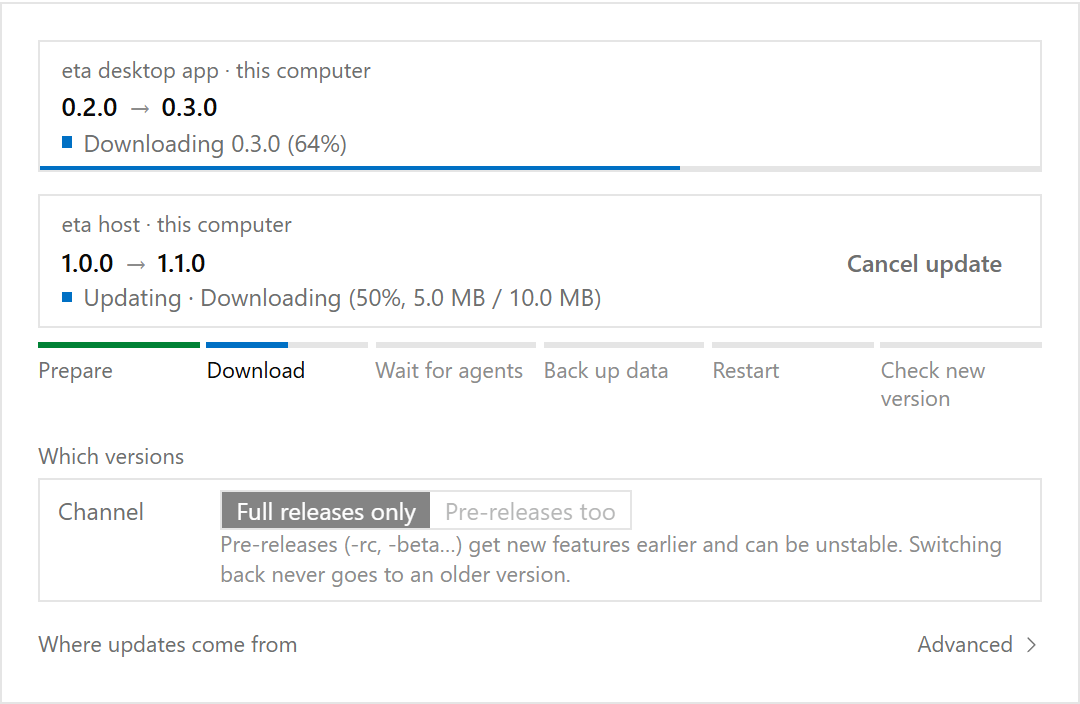 eta desktop app · this computer
0.2.0 → 0.3.0
Downloading 0.3.0 (64%)
eta host · this computer
1.0.0 → 1.1.0
Cancel update
Updating · Downloading (50%, 5.0 MB / 10.0 MB)
Prepare
Download
Wait for agents
Back up data
Restart
Check new
version
Which versions
Channel
Full releases only
Pre-releases too
Pre-releases (-rc, -beta…) get new features earlier and can be unstable. Switching
back never goes to an older version.
Where updates come from
Advanced